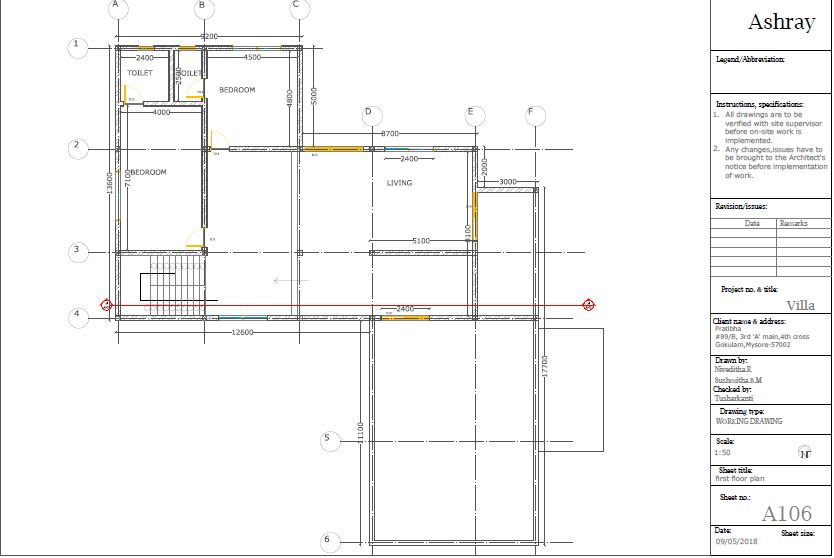 A
B
C
9200
1
2400
4500
TOILET
2500
TOILET
BEDROOM
4800
5000
4000
D
E
F
8700
2
2400
2000
13600
7100
BEDROOM
LIVING
3000
5100
8100
3
2400
4
12600
17700
11100
5
6
Ashray
Legend/Abbreviation:
Instructions, specifications:
1. All drawings are to be
verified with site supervisor
before on-site work is
implemented.
2. Any changes,issues have to
be brought to the Architect's
notice before implementation
of work.
Revision/issues:
Date Remarks
Project no. & title:
Villa
Client name & address:
Pratibha
#89/B, 3rd 'A' main,4th cross
Gokulam,Mysore-57002
Drawn by:
Niveditha.R
Sushmitha.B.M
Checked by:
Tusharkanti
Drawing type:
WORKING DRAWING
Scale:
1:50
N
Sheet title:
first floor plan
Sheet no.:
A106
Date:
Sheet size:
09/05/2018